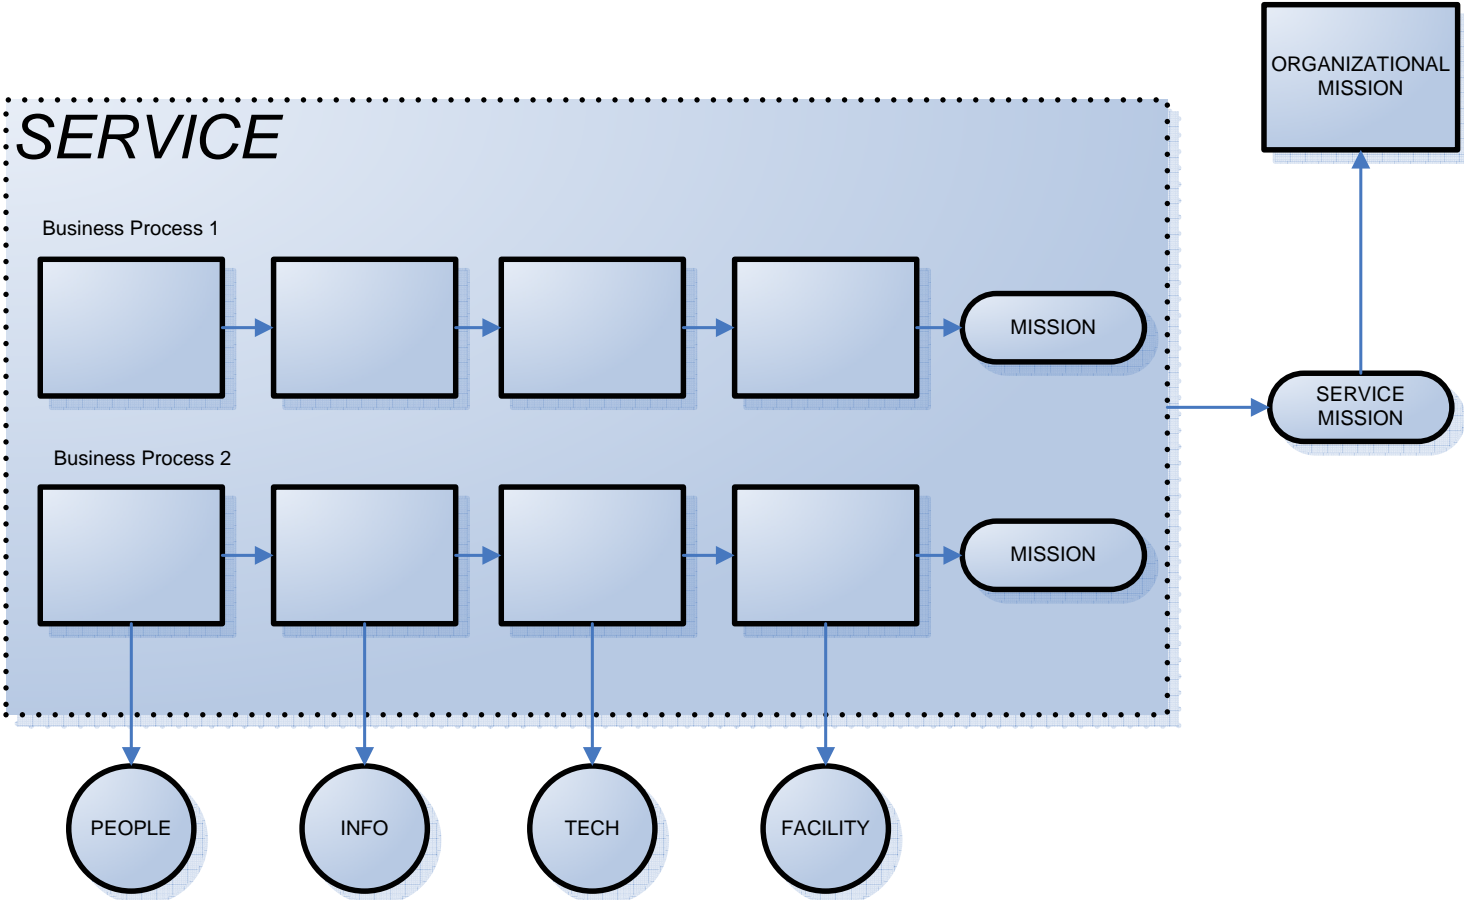 ORGANIZATIONAL
MISSION
SERVICE
Business Process 1
MISSION
SERVICE
MISSION
Business Process 2
MISSION
PEOPLE
INFO
TECH
FACILITY